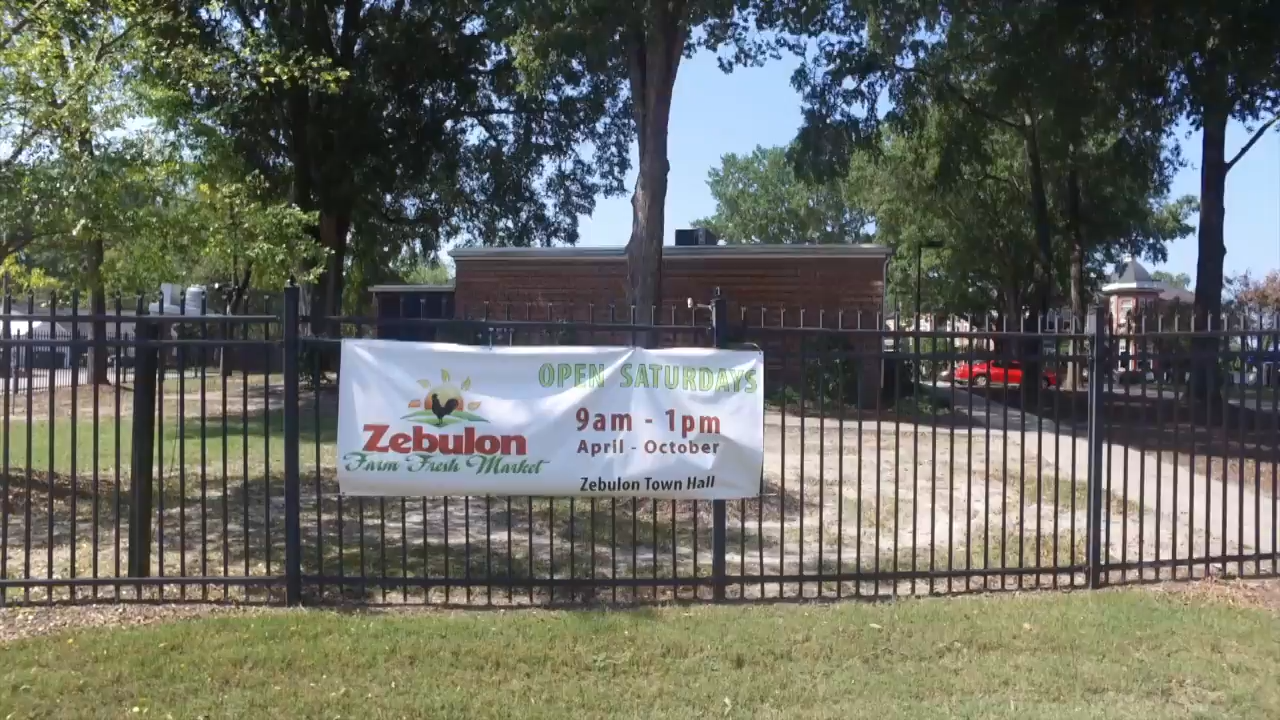 OPEN SATURDAYS
9am - 1pm
April - October
Zebulon
Farm Fresh Market
Zebulon Town Hall